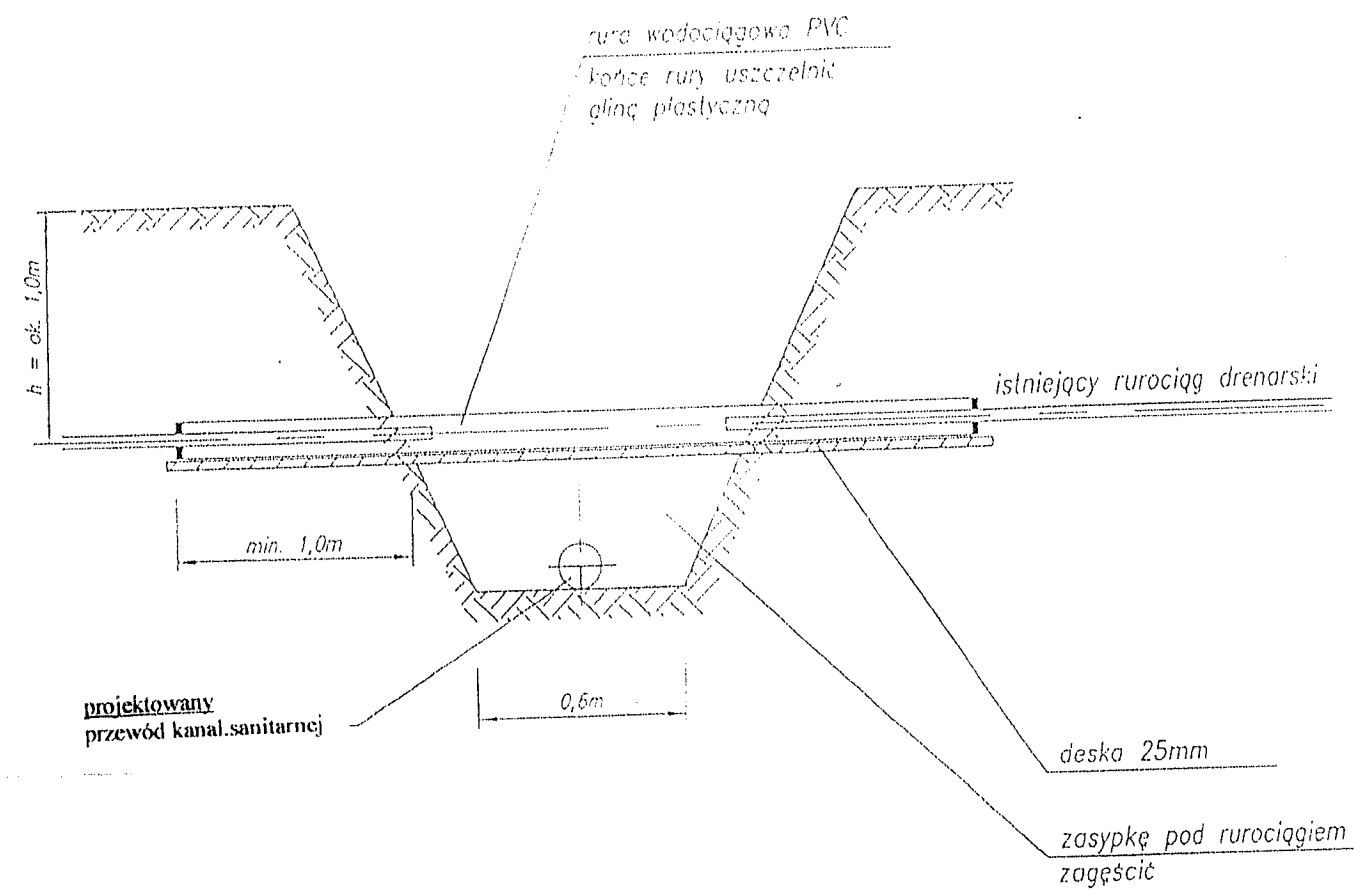 rura wodociągowa PVC
końce rury uszczelnić
gliną plastyczną
h = ok. 1,0m
istniejący rurociąg drenarski
min. 1,0m
0,6m
projektowany
przewód kanal.sanitarnej
deska 25mm
zasypkę pod rurociągiem
zagęścić